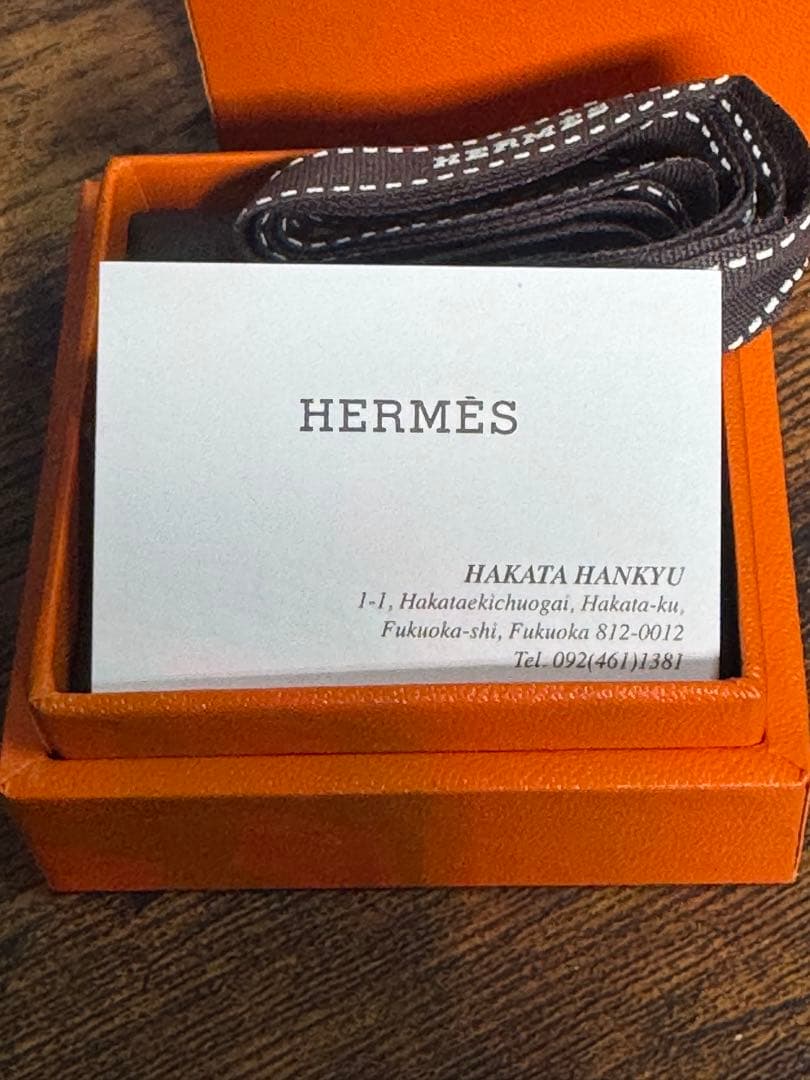 HERMES
HERMÈS
HAKATA HANKYU
1-1, Hakataekichuogai, Hakata-ku,
Fukuoka-shi, Fukuoka 812-0012
Tel. 092(461)1381